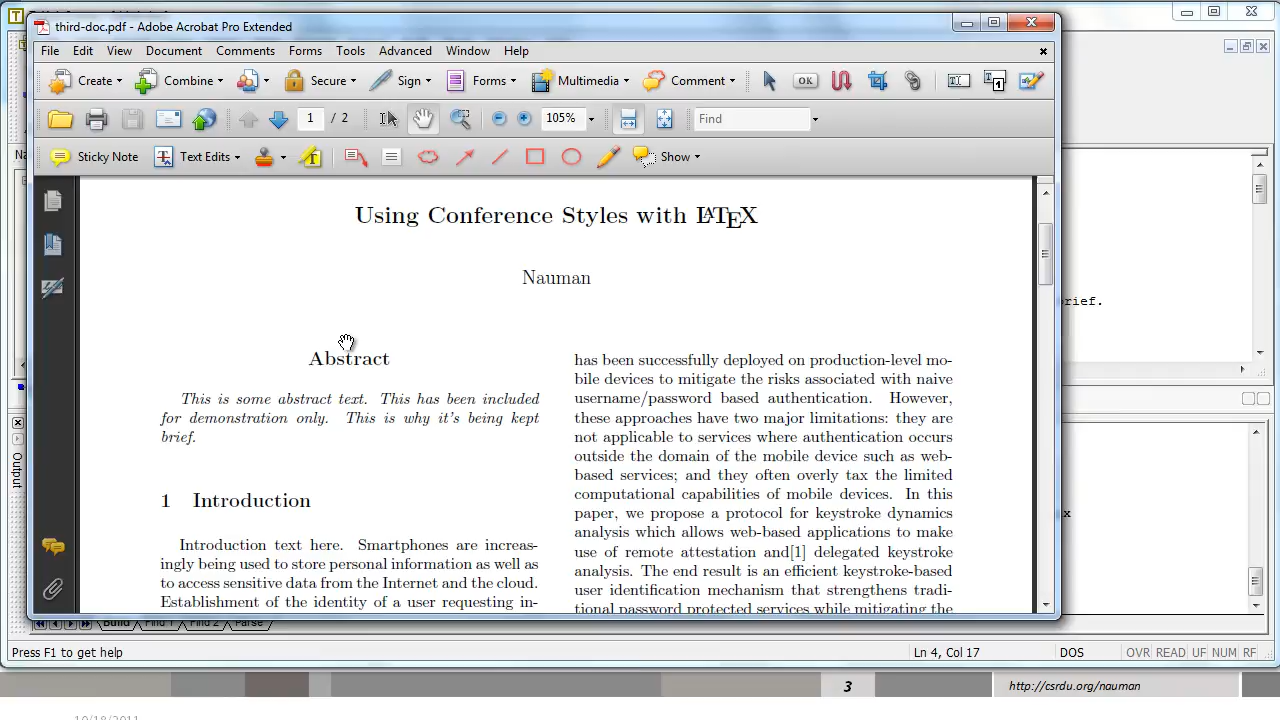 third-doc.pdf - Adobe Acrobat Pro Extended
File Edit View Document Comments Forms Tools Advanced Window Help
Create Combine Secure Sign Forms Multimedia Comment OK
1 / 2 105% Find
Sticky Note Text Edits Show
Using Conference Styles with LATEX
Nauman
Abstract
This is some abstract text. This has been included
for demonstration only. This is why it's being kept
brief.
1 Introduction
Introduction text here. Smartphones are increas-
ingly being used to store personal information as well as
to access sensitive data from the Internet and the cloud.
Establishment of the identity of a user requesting in-
has been successfully deployed on production-level mo-
bile devices to mitigate the risks associated with naive
username/password based authentication. However,
these approaches have two major limitations: they are
not applicable to services where authentication occurs
outside the domain of the mobile device such as web-
based services; and they often overly tax the limited
computational capabilities of mobile devices. In this
paper, we propose a protocol for keystroke dynamics
analysis which allows web-based applications to make
use of remote attestation and[1] delegated keystroke
analysis. The end result is an efficient keystroke-based
user identification mechanism that strengthens tradi-
tional password protected services while mitigating the
rief.
x
Output
Build Find 1 Find 2 Parse
Press F1 to get help Ln 4, Col 17 DOS OVR READ UF NUM RF
3 http://csrdu.org/nauman
10/18/2011